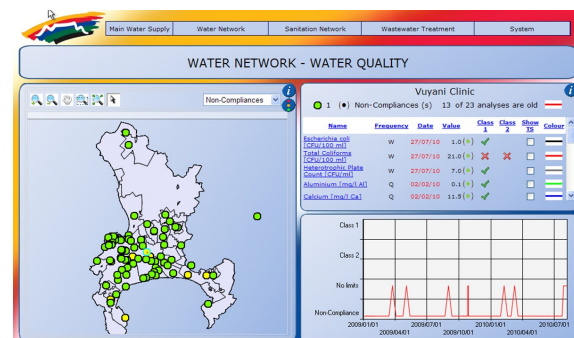 Main Water Supply Water Network Sanitation Network Wastewater Treatment System
WATER NETWORK - WATER QUALITY
Non-Compliances
i
Vuyani Clinic
i
1 (●) Non-Compliances (s) 13 of 23 analyses are old
Name Frequency Date Value Class 1 Class 2 Show TS Colour
Escherichia coli
[CFU/100 ml] W 27/07/10 1.0 (●)
Total Coliforms
[CFU/100 ml] W 27/07/10 21.0 (●)
Heterotrophic Plate
Count [CFU/ml] W 27/07/10 7.0 (●)
Aluminium [mg/l Al] Q 02/02/10 0.1 (●)
Calcium [mg/l Ca] Q 02/02/10 11.5 (●)
Class 1
Class 2
No limits
Non-Compliance
2009/01/01 2009/07/01 2010/01/01 2010/07/01
2009/04/01 2009/10/01 2010/04/01